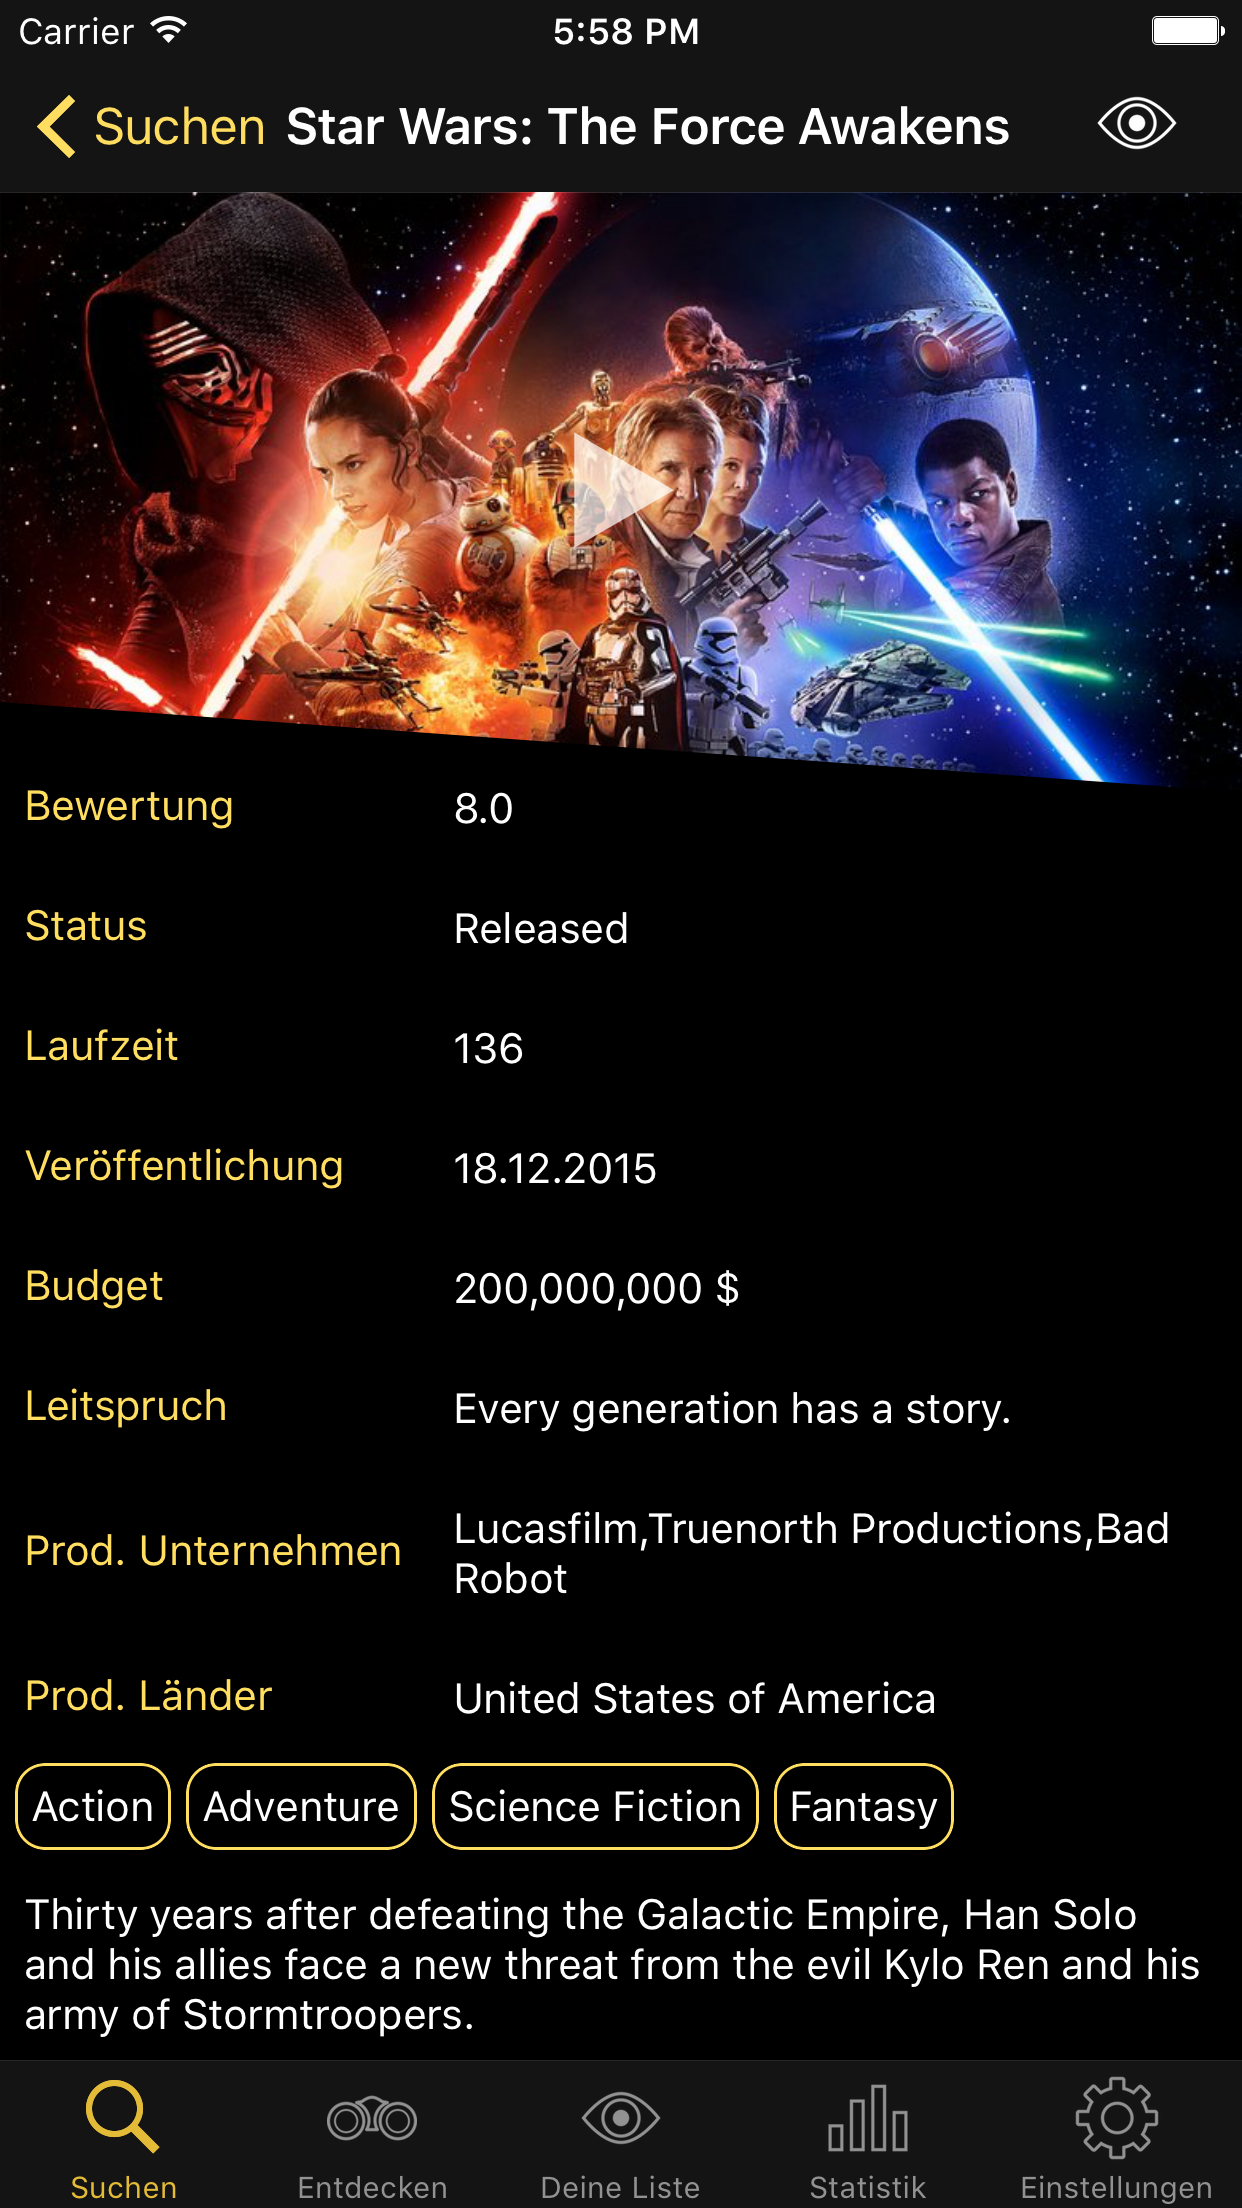 Carrier 5:58 PM
Suchen Star Wars: The Force Awakens
Bewertung 8.0
Status Released
Laufzeit 136
Veröffentlichung 18.12.2015
Budget 200,000,000 $
Leitspruch Every generation has a story.
Prod. Unternehmen Lucasfilm,Truenorth Productions,Bad
Robot
Prod. Länder United States of America
Action Adventure Science Fiction Fantasy
Thirty years after defeating the Galactic Empire, Han Solo
and his allies face a new threat from the evil Kylo Ren and his
army of Stormtroopers.
Suchen Entdecken Deine Liste Statistik Einstellungen